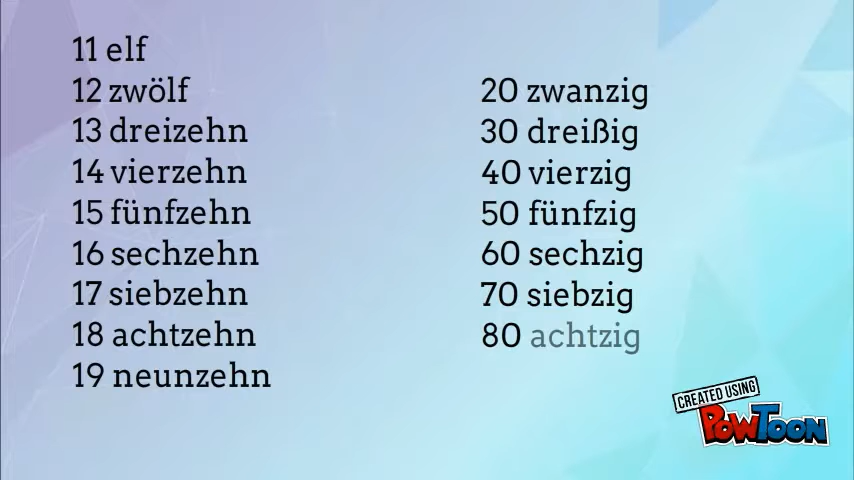 11 elf
12 zwölf
13 dreizehn
14 vierzehn
15 fünfzehn
16 sechzehn
17 siebzehn
18 achtzehn
19 neunzehn
20 zwanzig
30 dreißig
40 vierzig
50 fünfzig
60 sechzig
70 siebzig
80 achtzig
CREATED USING
POWTOON